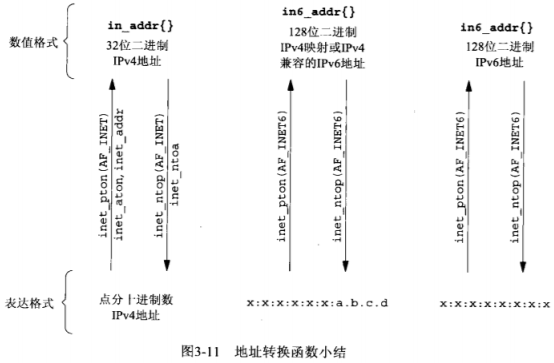 in_addr{}
in6_addr{}
in6_addr{}
数值格式
32位二进制
IPv4地址
128位二进制
IPv4映射或IPv4
兼容的IPv6地址
128位二进制
IPv6地址
inet_pton(AF_INET)
inet_aton,inet_addr
inet_ntop(AF_INET)
inet_ntoa
inet_pton(AF_INET6)
inet_ntop(AF_INET6)
inet_pton(AF_INET6)
inet_ntop(AF_INET6)
表达格式
点分十进制数
IPv4地址
x:x:x:x:x:x:a.b.c.d
x:x:x:x:x:x:x:x
图3-11 地址转换函数小结